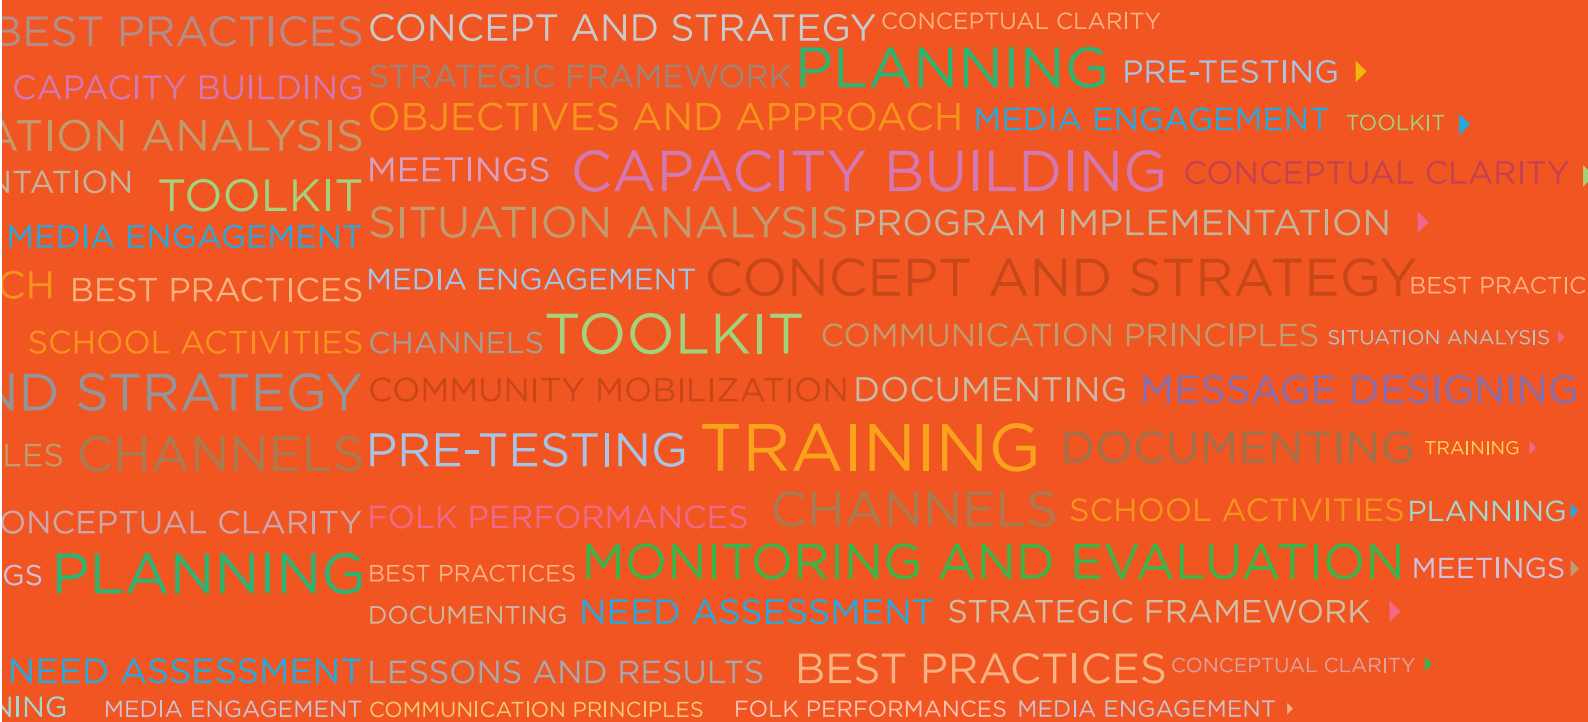 BEST PRACTICES CONCEPT AND STRATEGY CONCEPTUAL CLARITY
CAPACITY BUILDING STRATEGIC FRAMEWORK PLANNING PRE-TESTING
ATION ANALYSIS OBJECTIVES AND APPROACH MEDIA ENGAGEMENT TOOLKIT
NTATION TOOLKIT MEETINGS CAPACITY BUILDING CONCEPTUAL CLARITY
MEDIA ENGAGEMENT SITUATION ANALYSIS PROGRAM IMPLEMENTATION
CH BEST PRACTICES MEDIA ENGAGEMENT CONCEPT AND STRATEGY BEST PRACTIC
SCHOOL ACTIVITIES CHANNELS TOOLKIT COMMUNICATION PRINCIPLES SITUATION ANALYSIS
ND STRATEGY COMMUNITY MOBILIZATION DOCUMENTING MESSAGE DESIGNING
LES CHANNELS PRE-TESTING TRAINING DOCUMENTING TRAINING
ONCEPTUAL CLARITY FOLK PERFORMANCES CHANNELS SCHOOL ACTIVITIES PLANNING
GS PLANNING BEST PRACTICES MONITORING AND EVALUATION MEETINGS
DOCUMENTING NEED ASSESSMENT STRATEGIC FRAMEWORK
NEED ASSESSMENT LESSONS AND RESULTS BEST PRACTICES CONCEPTUAL CLARITY
NING MEDIA ENGAGEMENT COMMUNICATION PRINCIPLES FOLK PERFORMANCES MEDIA ENGAGEMENT